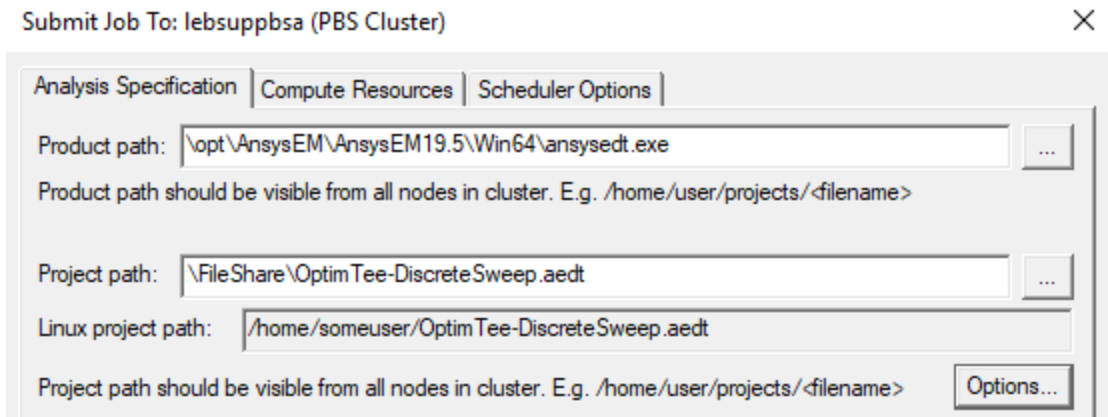 Submit Job To: lebsuppbsa (PBS Cluster)
Analysis Specification Compute Resources Scheduler Options
Product path: \opt\AnsysEM\AnsysEM19.5\Win64\ansysedt.exe ...
Product path should be visible from all nodes in cluster. E.g. /home/user/projects/<filename>
Project path: \FileShare\OptimTee-DiscreteSweep.aedt ...
Linux project path: /home/someuser/OptimTee-DiscreteSweep.aedt
Project path should be visible from all nodes in cluster. E.g. /home/user/projects/<filename> Options...